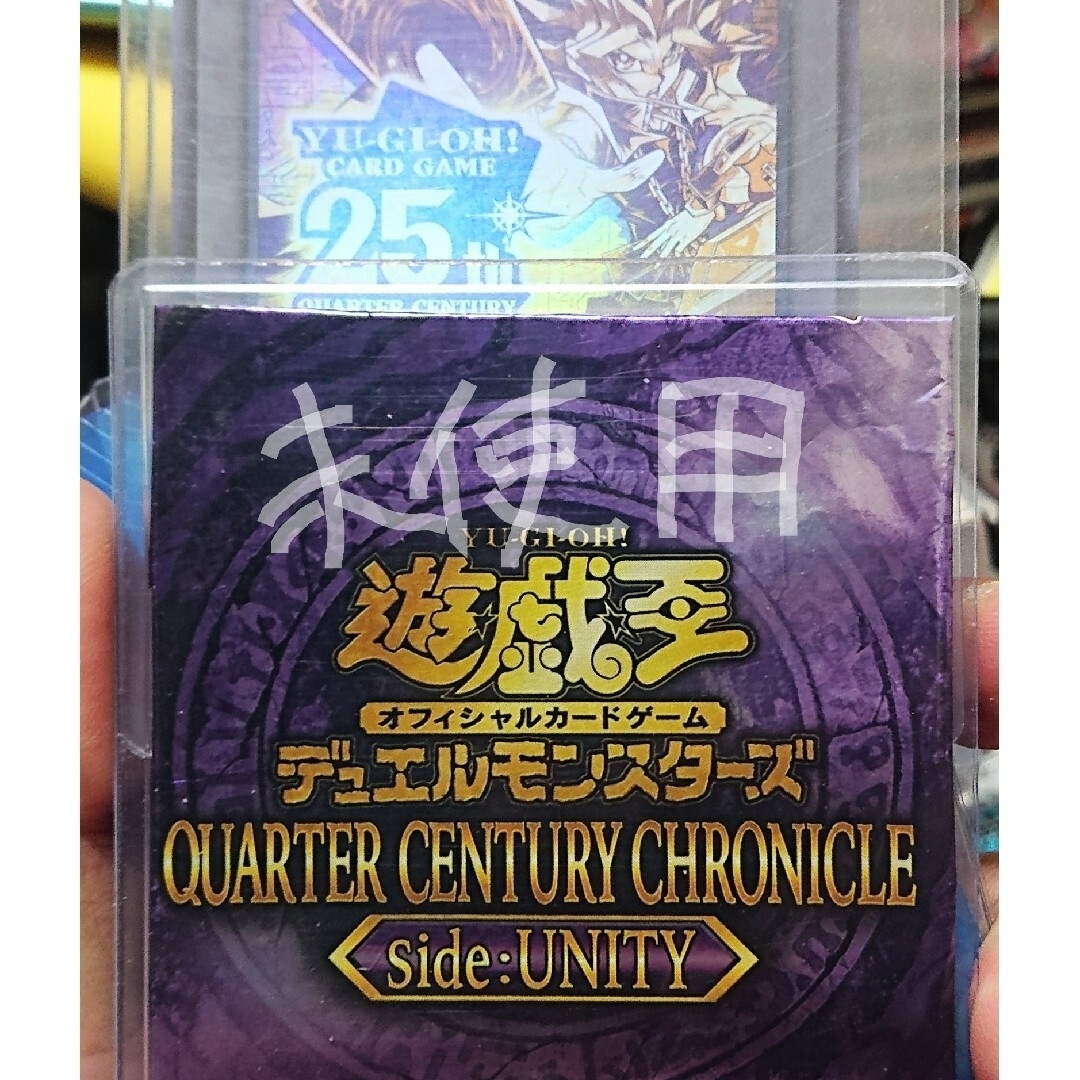 YU-GI-OH!
CARD GAME
25th
QUARTER CENTURY
未使用
YU-GI-OH!
遊戯王
オフィシャルカードゲーム
デュエルモンスターズ
QUARTER CENTURY CHRONICLE
side:UNITY